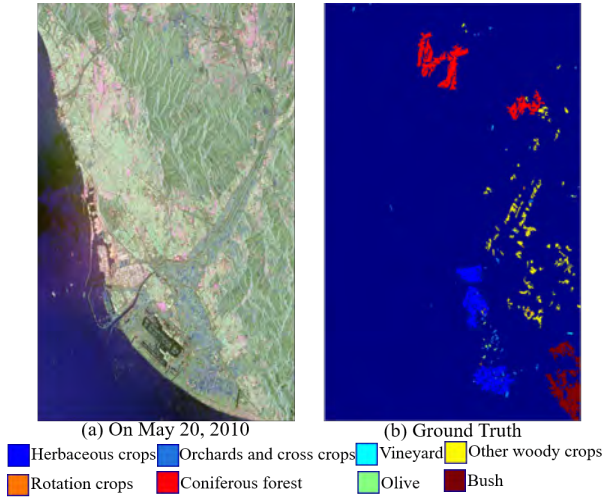 (a) On May 20, 2010 (b) Ground Truth
Herbaceous crops Orchards and cross crops Vineyard Other woody crops
Rotation crops Coniferous forest Olive Bush